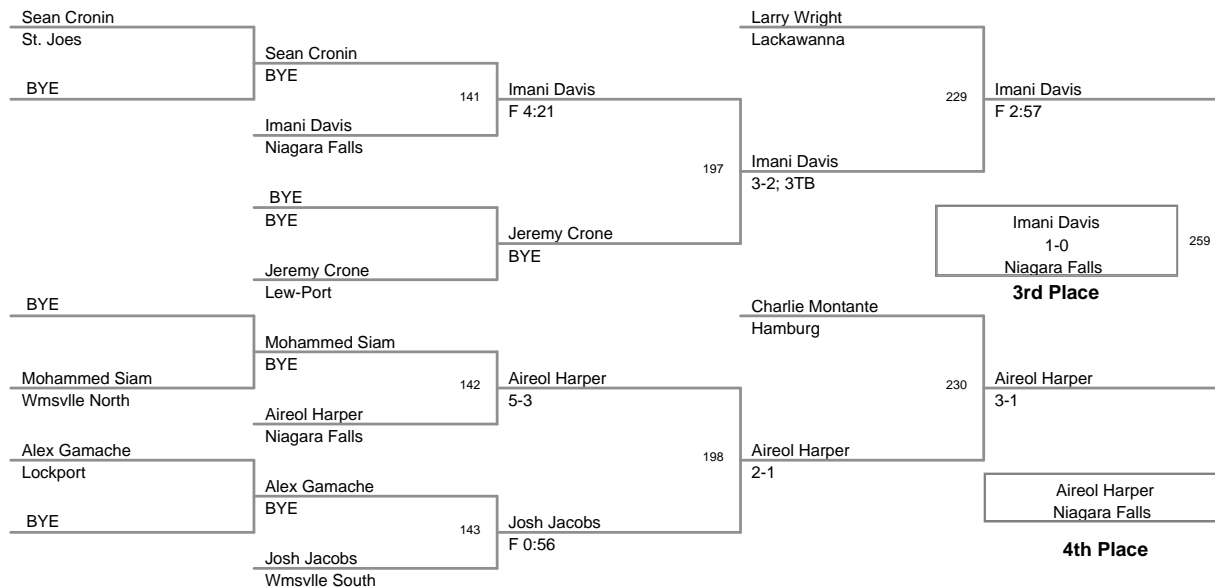 Sean Cronin
St. Joes
BYE
Sean Cronin
BYE
141
Imani Davis
Niagara Falls
Imani Davis
F 4:21
BYE
BYE
Jeremy Crone
Lew-Port
Jeremy Crone
BYE
197
Imani Davis
3-2; 3TB
Larry Wright
Lackawanna
229
Imani Davis
F 2:57
Imani Davis
1-0
Niagara Falls
259
3rd Place
BYE
Mohammed Siam
Wmsvlle North
Mohammed Siam
BYE
142
Aireol Harper
Niagara Falls
Aireol Harper
5-3
Alex Gamache
Lockport
BYE
Alex Gamache
BYE
143
Josh Jacobs
Wmsvlle South
Josh Jacobs
F 0:56
198
Aireol Harper
2-1
Charlie Montante
Hamburg
230
Aireol Harper
3-1
Aireol Harper
Niagara Falls
4th Place